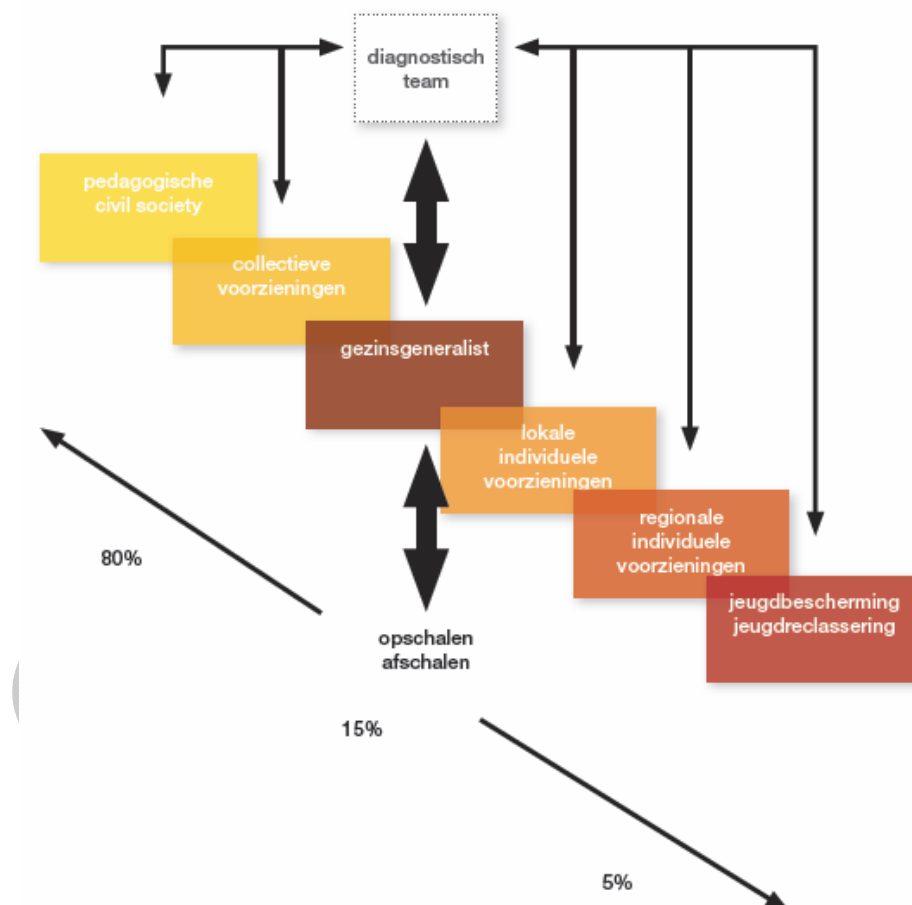 diagnostisch
team
pedagogische
civil society
collectieve
voorzieningen
gezinsgeneralist
lokale
individuele
voorzieningen
regionale
individuele
voorzieningen
80%
jeugdbescherming
jeugdreclassering
opschalen
afschalen
15%
5%